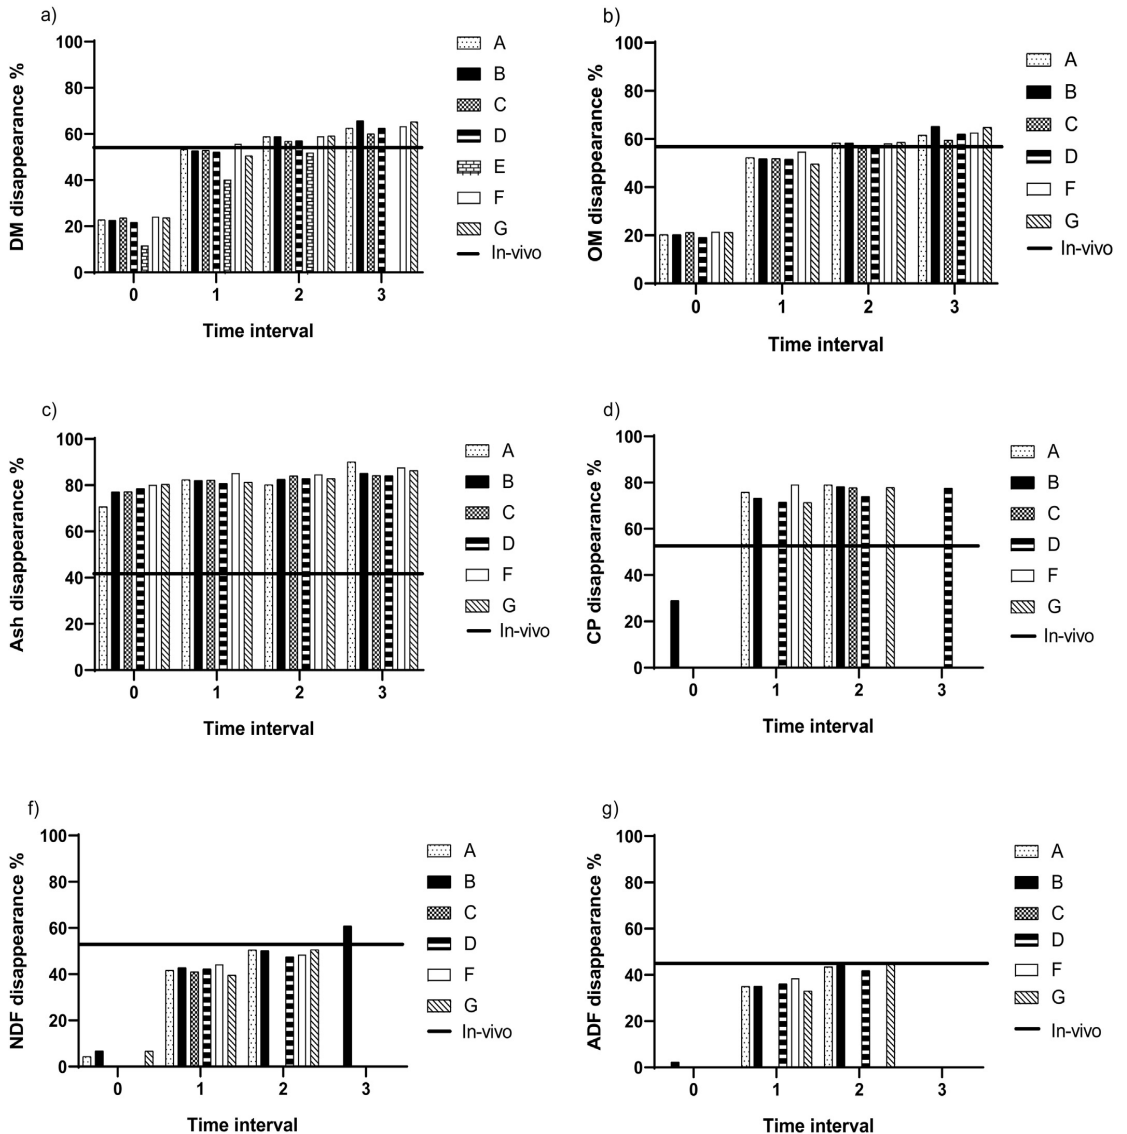 a)
DM disappearance %
100
80
60
40
20
0
0 1 2 3
Time interval
A
B
C
D
E
F
G
In-vivo
b)
OM disappearance %
100
80
60
40
20
0
0 1 2 3
Time interval
A
B
C
D
F
G
In-vivo
c)
Ash disappearance %
100
80
60
40
20
0
0 1 2 3
Time interval
A
B
C
D
F
G
In-vivo
d)
CP disappearance %
100
80
60
40
20
0
0 1 2 3
Time interval
A
B
C
D
F
G
In-vivo
f)
NDF disappearance %
100
80
60
40
20
0
0 1 2 3
Time interval
A
B
C
D
F
G
In-vivo
g)
ADF disappearance %
100
80
60
40
20
0
0 1 2 3
Time interval
A
B
C
D
F
G
In-vivo